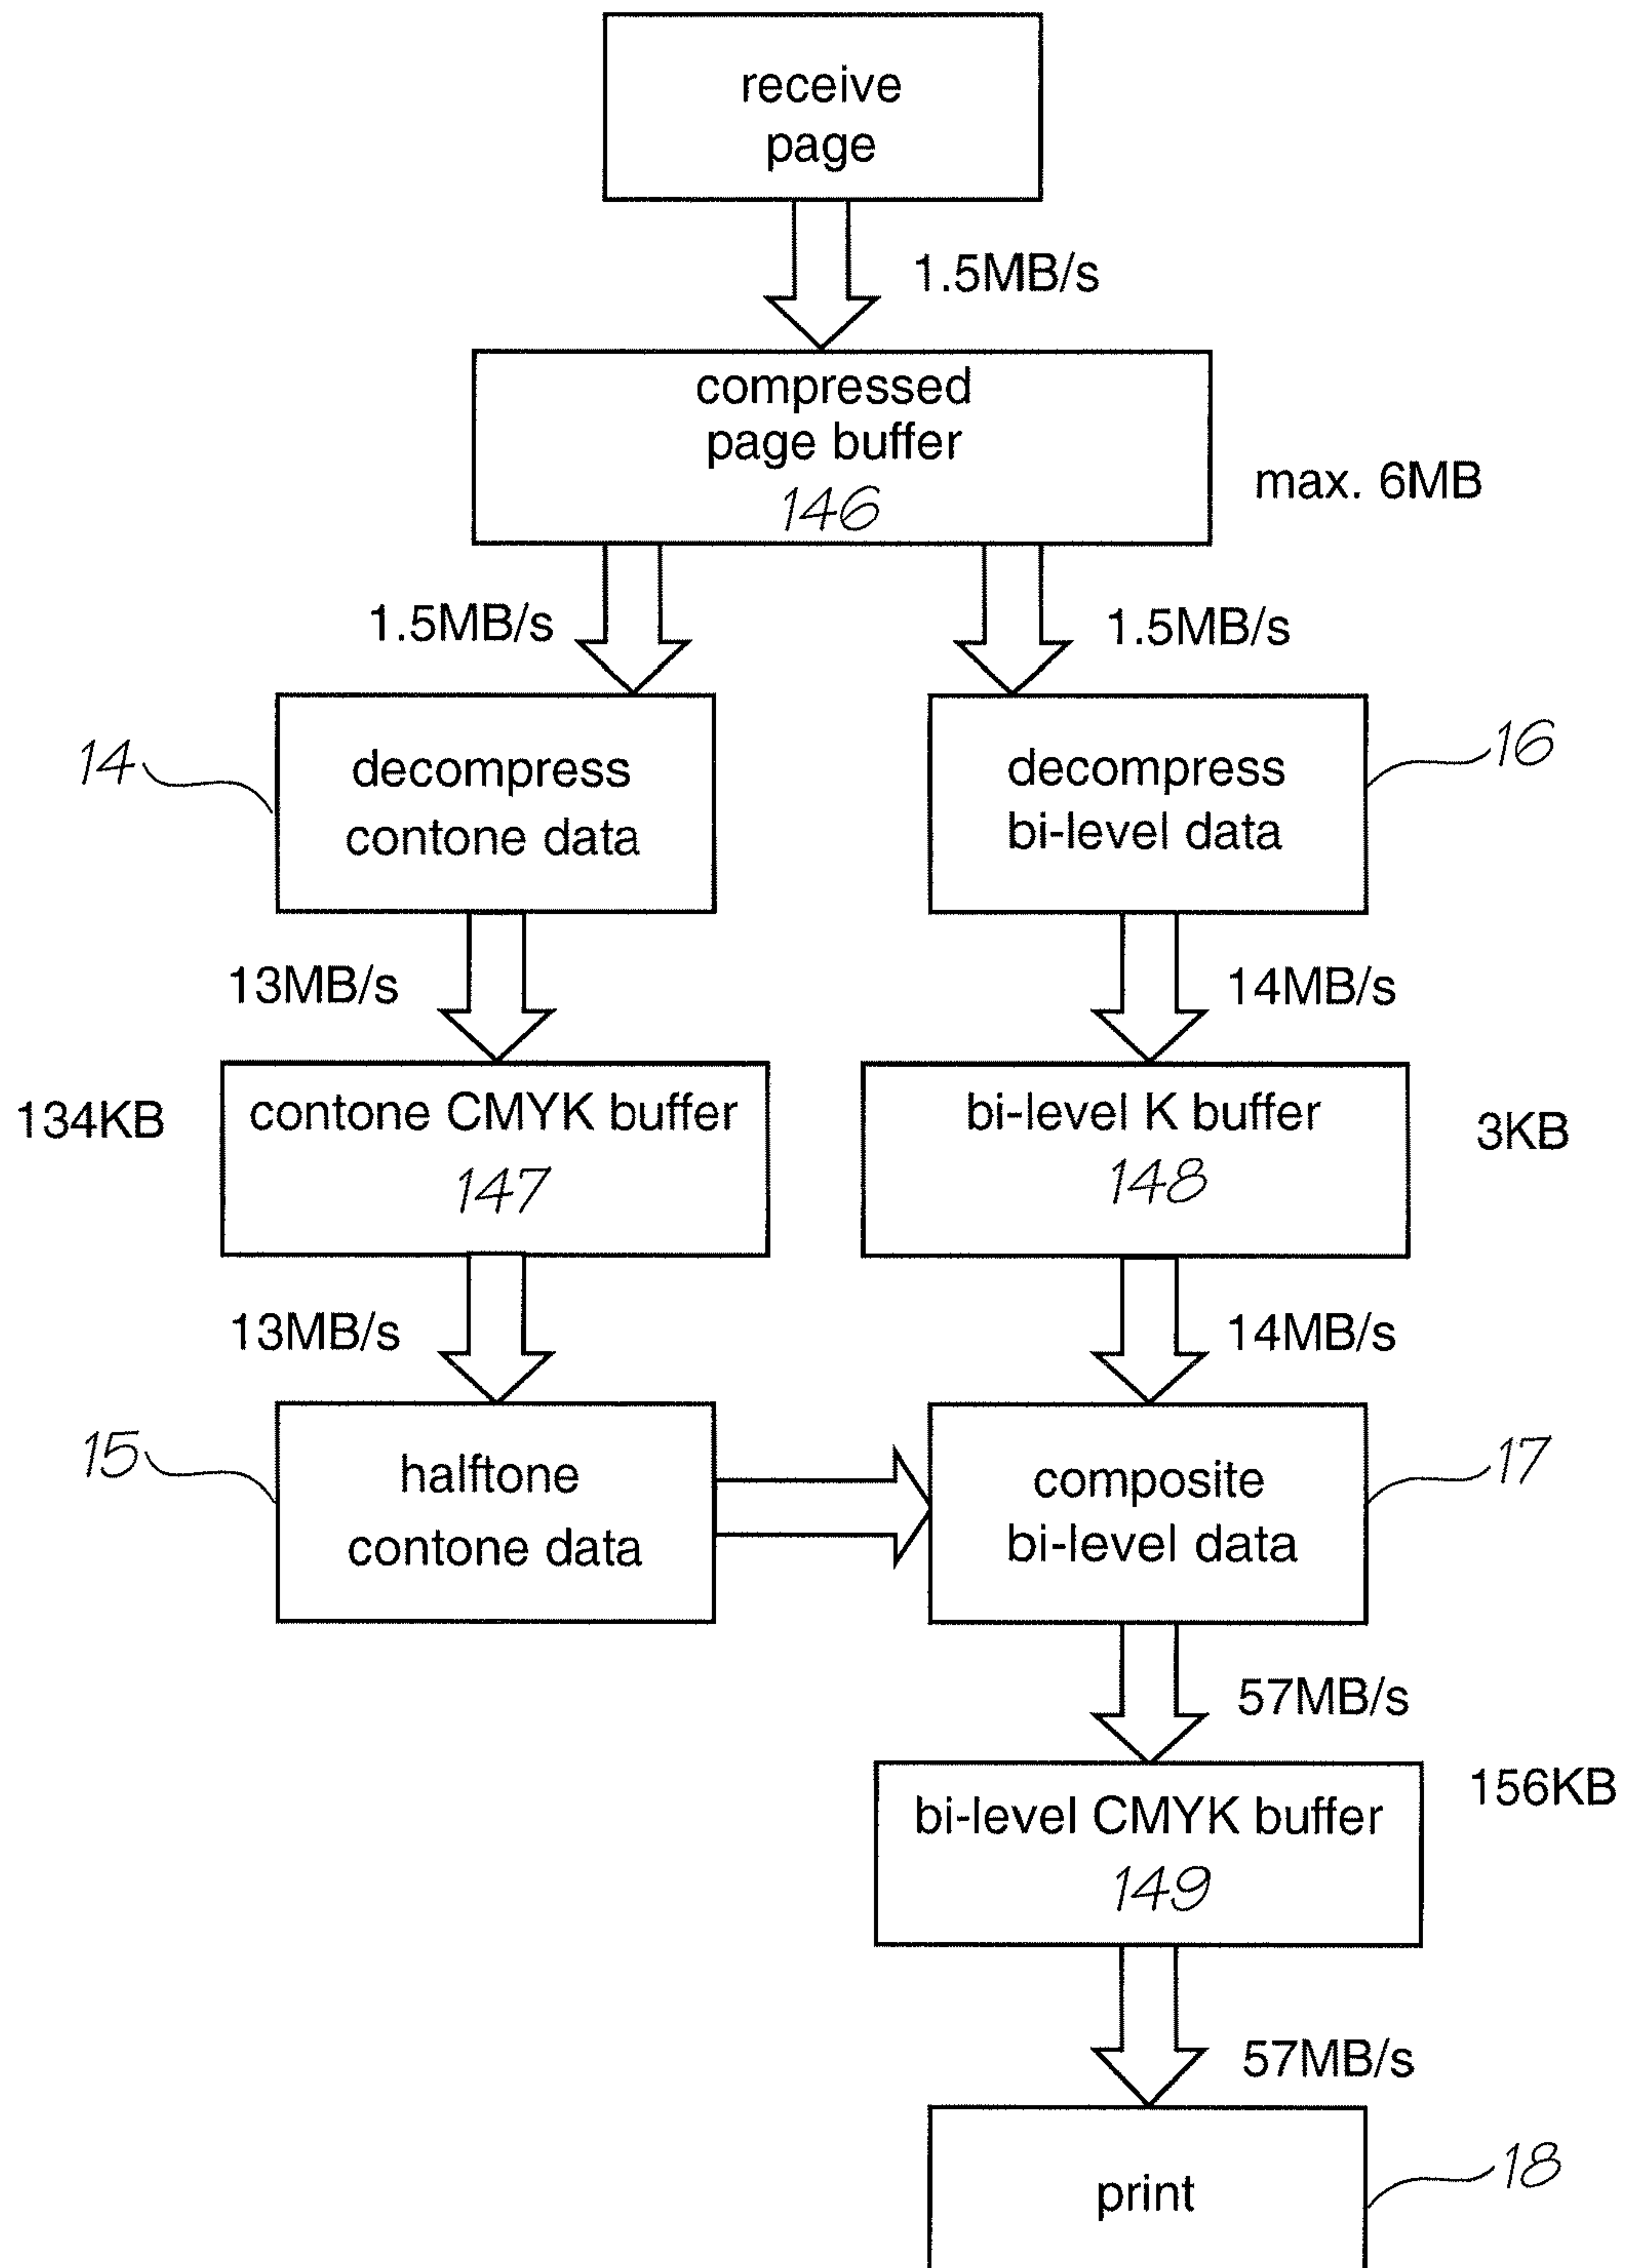 receive
page
1.5MB/s
compressed
page buffer
146
max. 6MB
1.5MB/s
1.5MB/s
14
decompress
contone data
decompress
bi-level data
16
13MB/s
14MB/s
134KB
contone CMYK buffer
147
bi-level K buffer
148
3KB
13MB/s
14MB/s
15
halftone
contone data
composite
bi-level data
17
57MB/s
156KB
bi-level CMYK buffer
149
57MB/s
print
18